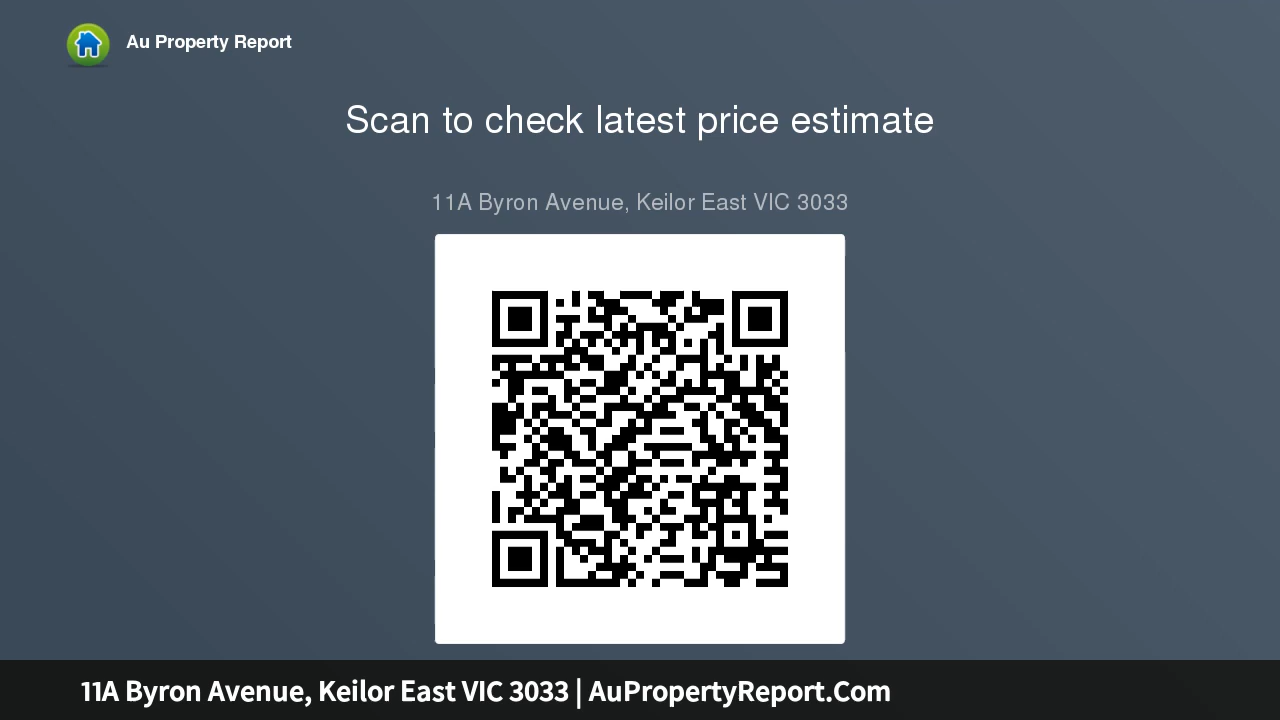 Au Property Report
Scan to check latest price estimate
11A Byron Avenue, Keilor East VIC 3033
11A Byron Avenue, Keilor East VIC 3033 | AuPropertyReport.Com